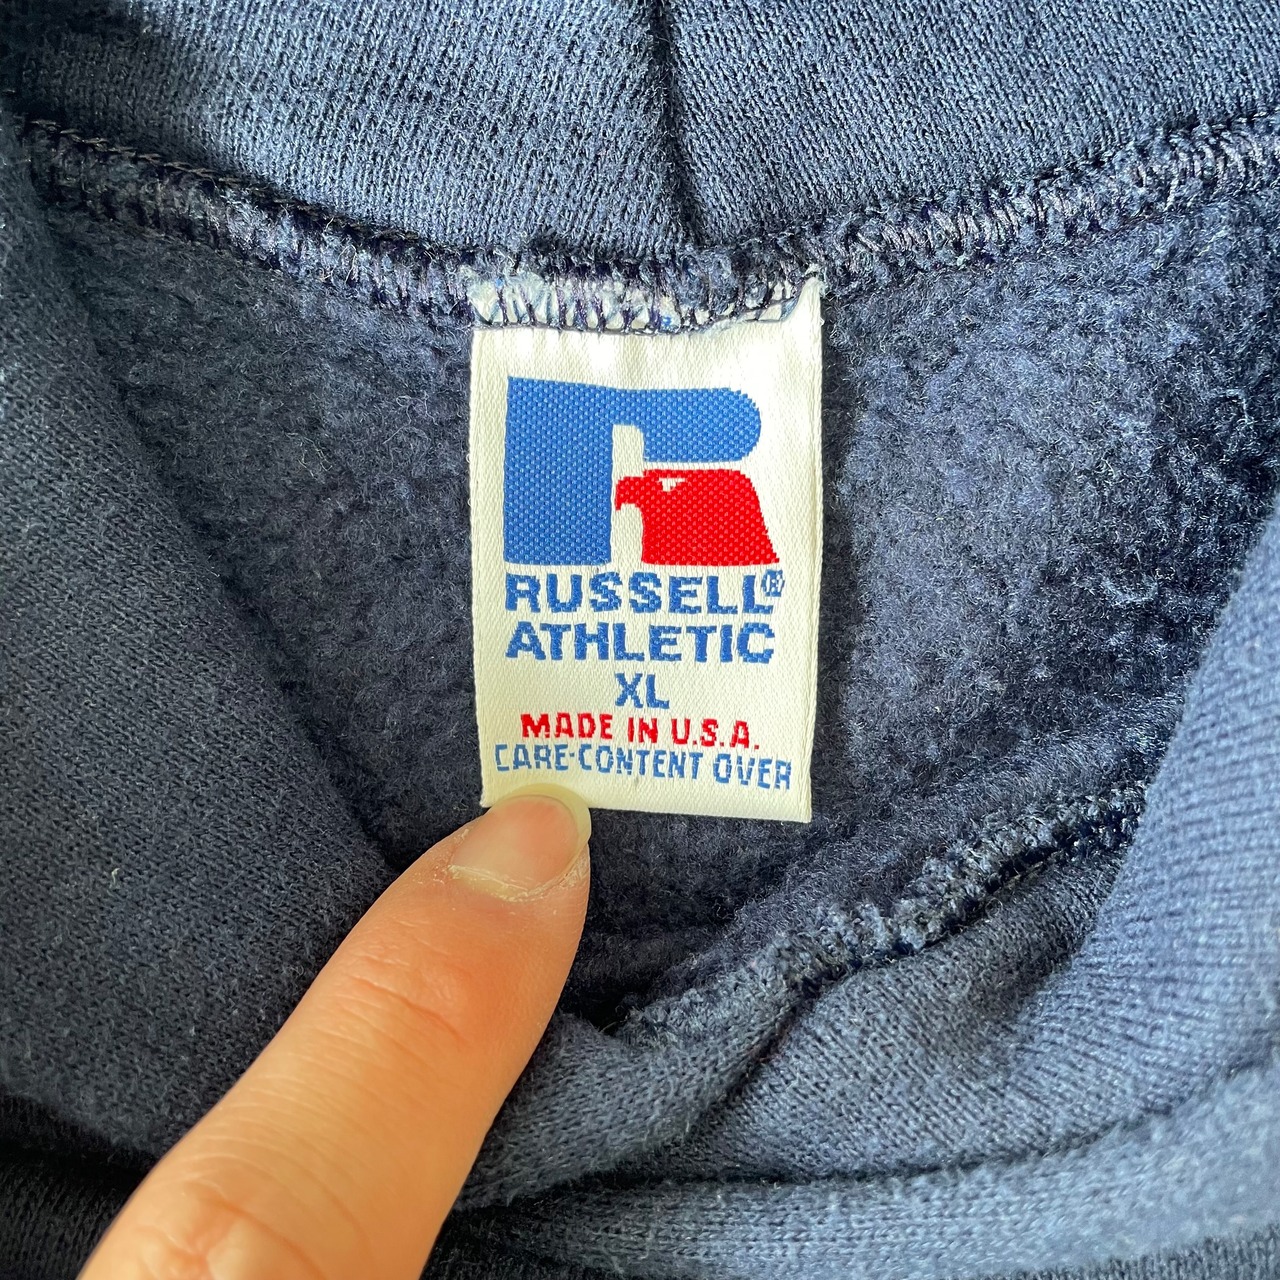 RUSSELL®
ATHLETIC
XL
MADE IN U.S.A.
CARE-CONTENT OVER